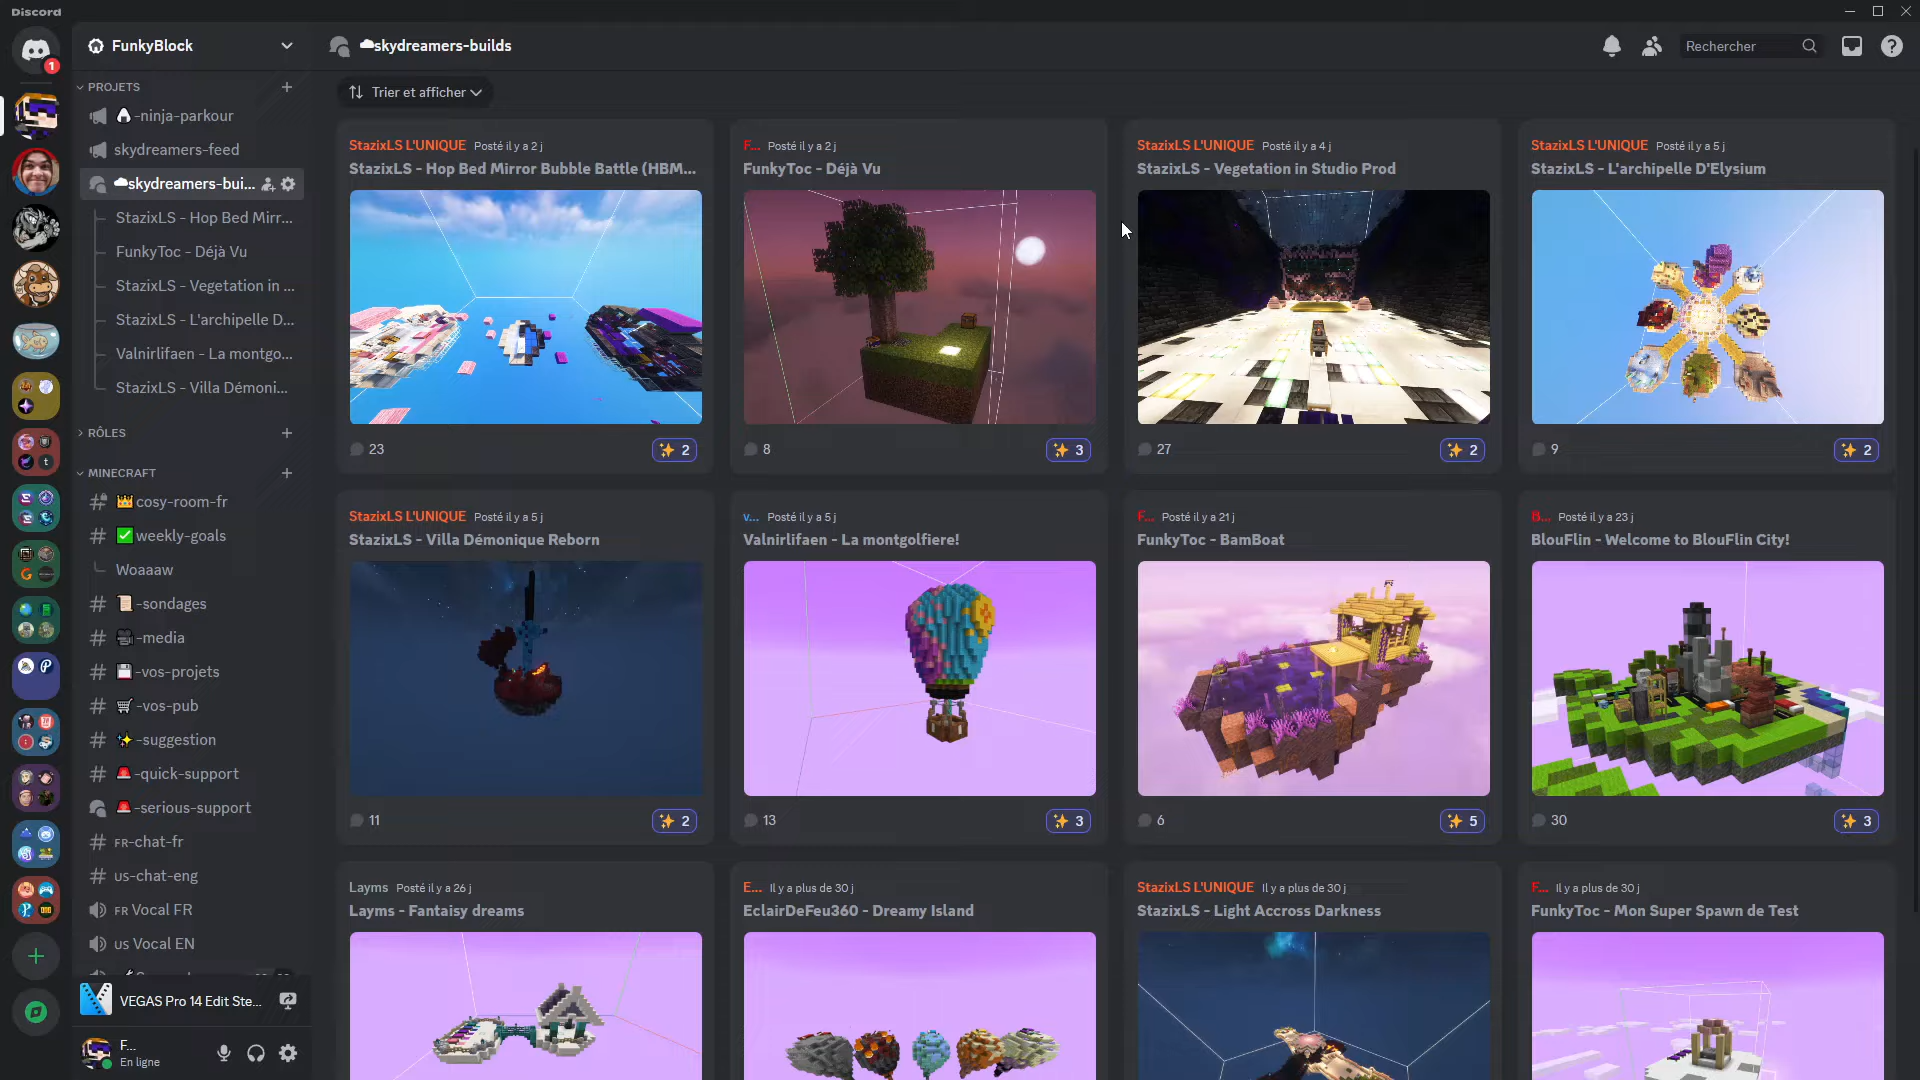 Discord
1
FunkyBlock
PROJETS
-ninja-parkour
skydreamers-feed
skydreamers-bui...
StazixLS - Hop Bed Mirr...
FunkyToc - Déjà Vu
StazixLS - Vegetation in ...
StazixLS - L'archipelle D...
Valnirlifaen - La montgo...
StazixLS - Villa Démoni...
RÔLES
MINECRAFT
cosy-room-fr
weekly-goals
Woaaaw
-sondages
-media
-vos-projets
-vos-pub
-suggestion
-quick-support
-serious-support
FR-chat-fr
us-chat-eng
FR Vocal FR
us Vocal EN
VEGAS Pro 14 Edit Ste...
F...
En ligne
skydreamers-builds
Rechercher
Trier et afficher
StazixLS L'UNIQUE Posté il y a 2 j
StazixLS - Hop Bed Mirror Bubble Battle (HBM...
23
2
F... Posté il y a 2 j
FunkyToc - Déjà Vu
8
3
StazixLS L'UNIQUE Posté il y a 4 j
StazixLS - Vegetation in Studio Prod
27
2
StazixLS L'UNIQUE Posté il y a 5 j
StazixLS - L'archipelle D'Elysium
9
2
StazixLS L'UNIQUE Posté il y a 5 j
StazixLS - Villa Démonique Reborn
11
2
v... Posté il y a 5 j
Valnirlifaen - La montgolfiere!
13
3
F... Posté il y a 21 j
FunkyToc - BamBoat
6
5
B... Posté il y a 23 j
BlouFlin - Welcome to BlouFlin City!
30
3
Layms Posté il y a 26 j
Layms - Fantaisy dreams
E... Il y a plus de 30 j
EclairDeFeu360 - Dreamy Island
StazixLS L'UNIQUE Il y a plus de 30 j
StazixLS - Light Accross Darkness
F... Il y a plus de 30 j
FunkyToc - Mon Super Spawn de Test